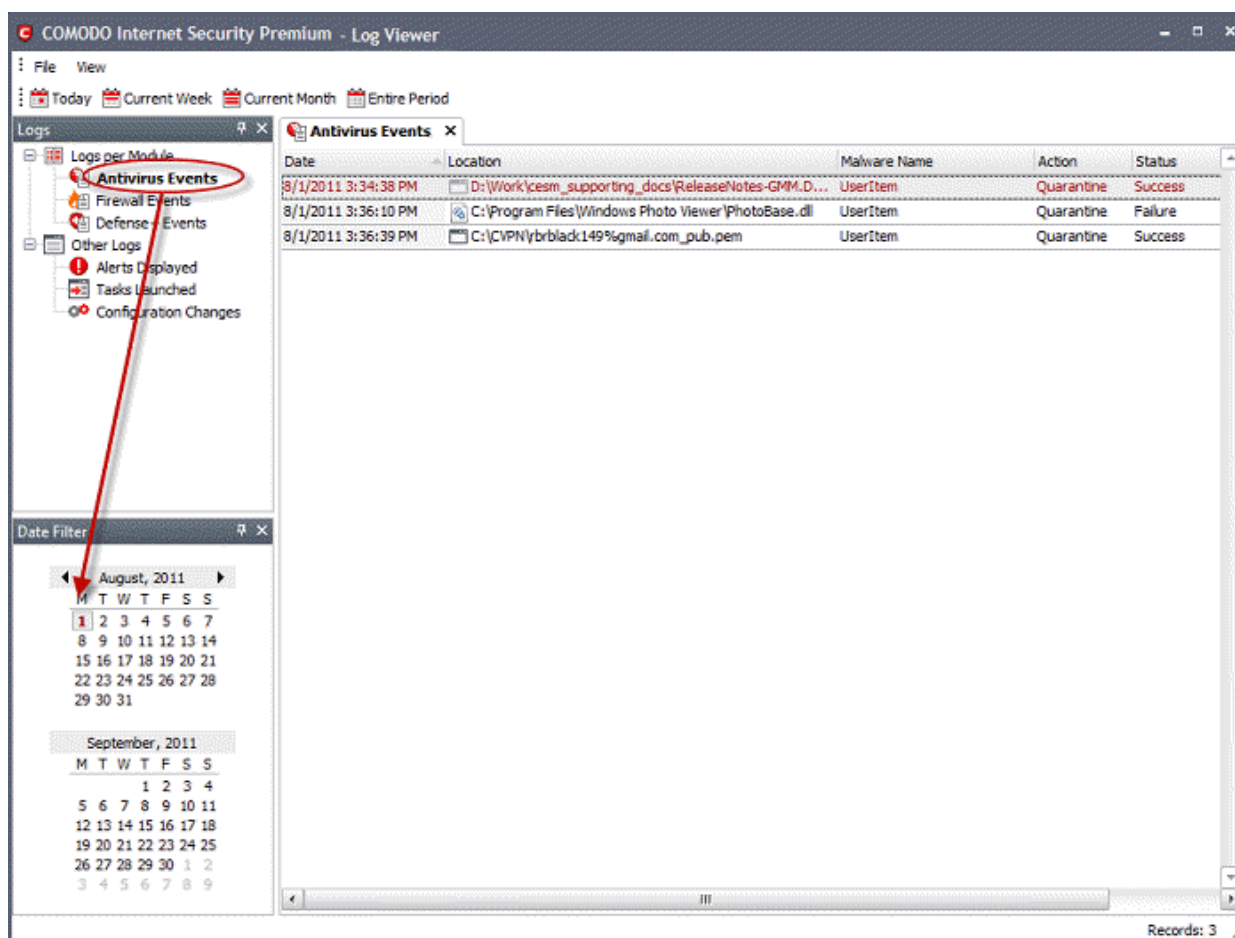 COMODO Internet Security Premium - Log Viewer
File View
Today Current Week Current Month Entire Period
Logs
Logs per Module
Antivirus Events
Firewall Events
Defense+ Events
Other Logs
Alerts Displayed
Tasks Launched
Configuration Changes
Antivirus Events
Date Location Malware Name Action Status
8/1/2011 3:34:38 PM D:\Work\cesm_supporting_docs\ReleaseNotes-GMM.D... UserItem Quarantine Success
8/1/2011 3:36:10 PM C:\Program Files\Windows Photo Viewer\PhotoBase.dll UserItem Quarantine Failure
8/1/2011 3:36:39 PM C:\CVPN\rbrblack149%gmail.com_pub.pem UserItem Quarantine Success
Date Filter
August, 2011
M T W T F S S
1 2 3 4 5 6 7
8 9 10 11 12 13 14
15 16 17 18 19 20 21
22 23 24 25 26 27 28
29 30 31
September, 2011
M T W T F S S
1 2 3 4
5 6 7 8 9 10 11
12 13 14 15 16 17 18
19 20 21 22 23 24 25
26 27 28 29 30 1 2
3 4 5 6 7 8 9
Records: 3